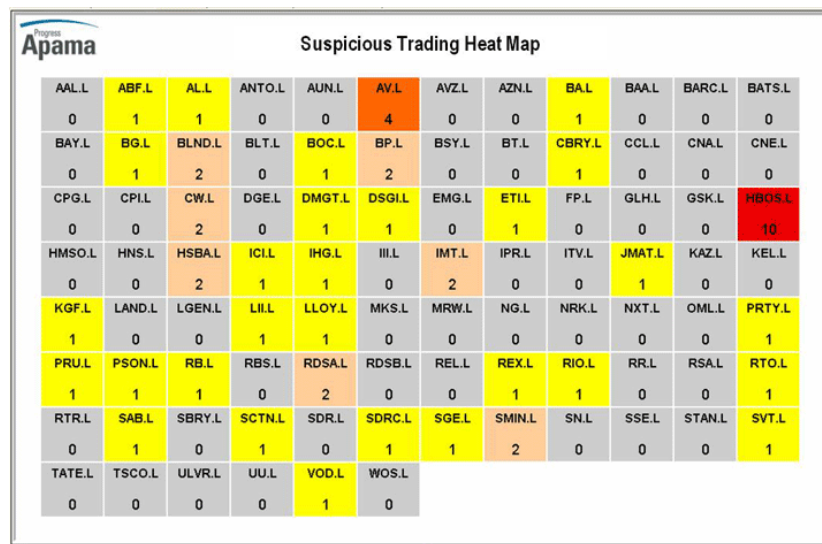 Progress
Apama
Suspicious Trading Heat Map
AAL.L ABF.L AL.L ANTO.L AUN.L AV.L AVZ.L AZN.L BA.L BAA.L BARC.L BATS.L
0 1 1 0 0 4 0 0 1 0 0 0
BAY.L BG.L BLND.L BLT.L BOC.L BP.L BSY.L BT.L CBRY.L CCL.L CNA.L CNE.L
0 1 2 0 1 2 0 0 1 0 0 0
CPG.L CPI.L CW.L DGE.L DMGT.L DSGI.L EMG.L ETI.L FP.L GLH.L GSK.L HBOS.L
0 0 2 0 1 1 0 1 0 0 0 10
HMSO.L HNS.L HSBA.L ICI.L IHG.L III.L IMT.L IPR.L ITV.L JMAT.L KAZ.L KEL.L
0 0 2 1 1 0 2 0 0 1 0 0
KGF.L LAND.L LGEN.L LII.L LLOY.L MKS.L MRW.L NG.L NRK.L NXT.L OML.L PRTY.L
1 0 0 1 1 0 0 0 0 0 0 1
PRU.L PSON.L RB.L RBS.L RDSA.L RDSB.L REL.L REX.L RIO.L RR.L RSA.L RTO.L
1 1 1 0 2 0 0 1 1 0 0 1
RTR.L SAB.L SBRY.L SCTN.L SDR.L SDRC.L SGE.L SMIN.L SN.L SSE.L STAN.L SVT.L
0 1 0 1 0 1 1 2 0 0 0 1
TATE.L TSCO.L ULVR.L UU.L VOD.L WOS.L
0 0 0 0 1 0